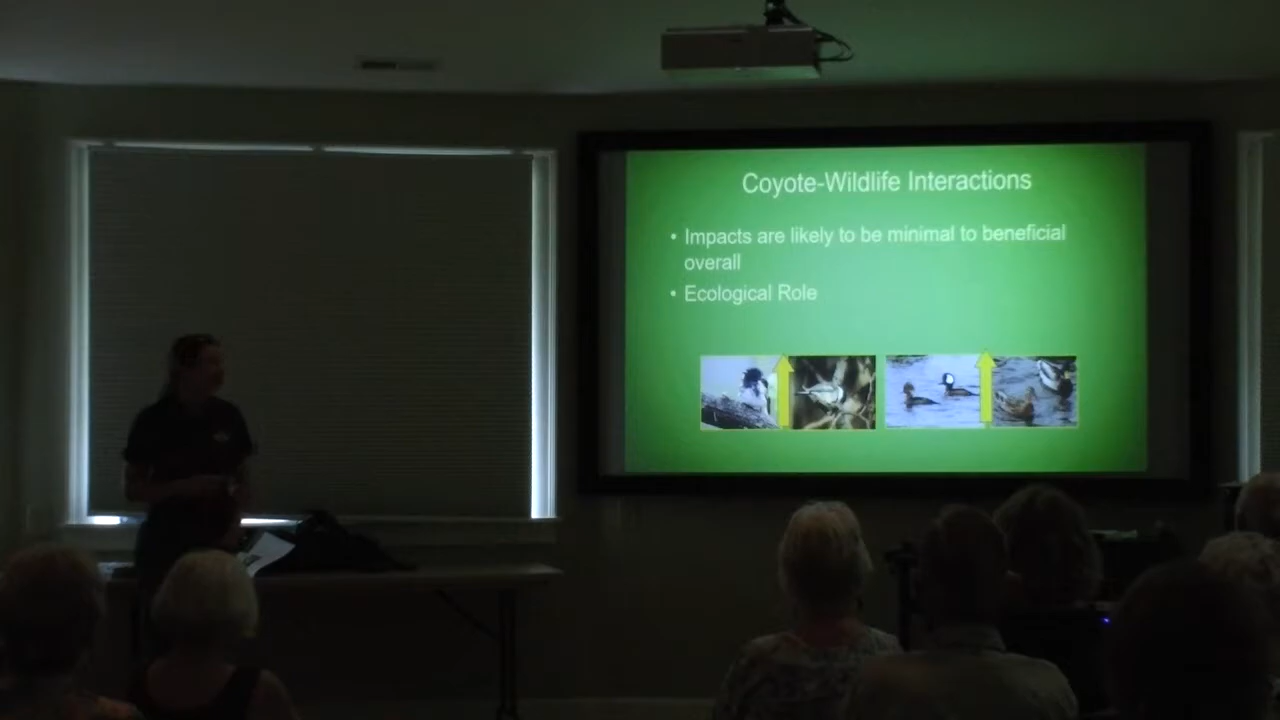 Coyote-Wildlife Interactions
• Impacts are likely to be minimal to beneficial
overall
• Ecological Role